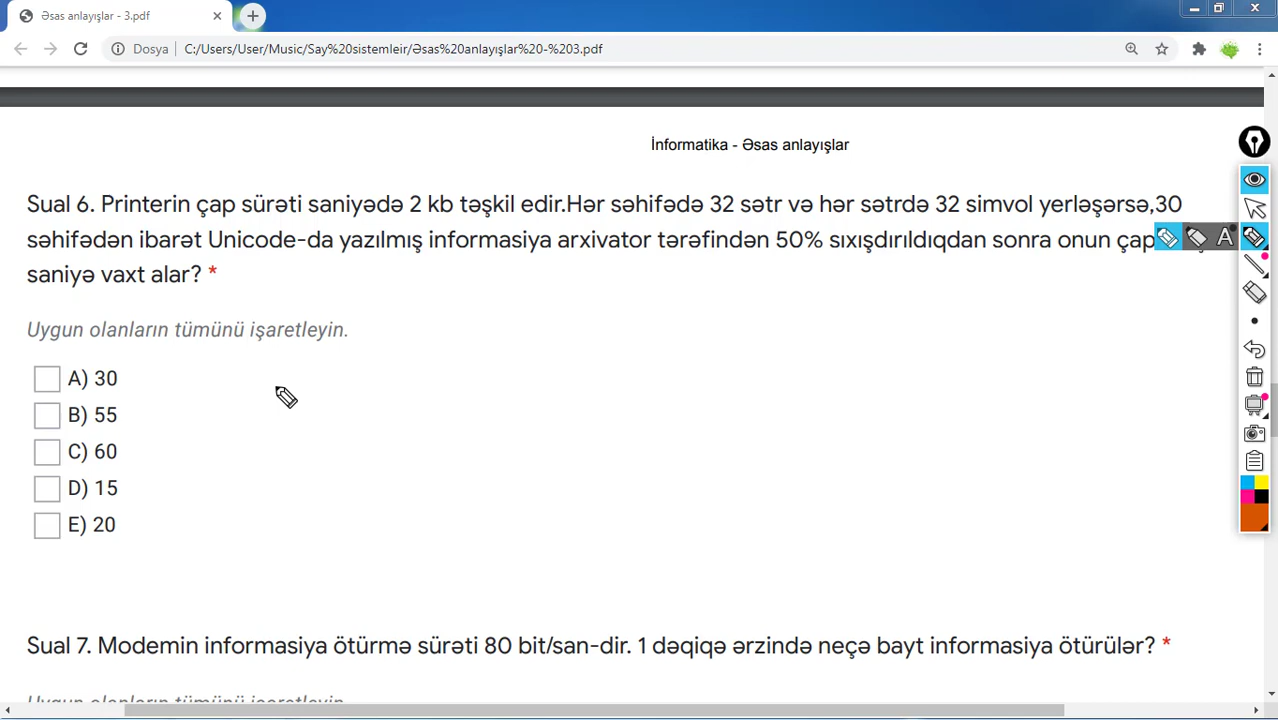 Əsas anlayışlar - 3.pdf
Dosya
C:/Users/User/Music/Say%20sistemleir/Əsas%20anlayışlar%20-%203.pdf
İnformatika - Əsas anlayışlar
Sual 6. Printerin çap sürəti saniyədə 2 kb təşkil edir.Hər səhifədə 32 sətr və hər sətrdə 32 simvol yerləşərsə,30
səhifədən ibarət Unicode-da yazılmış informasiya arxivator tərəfindən 50% sıxışdırıldıqdan sonra onun çap
saniyə vaxt alar? *
Uygun olanların tümünü işaretleyin.
A) 30
B) 55
C) 60
D) 15
E) 20
Sual 7. Modemin informasiya ötürmə sürəti 80 bit/san-dir. 1 dəqiqə ərzində neçə bayt informasiya ötürülər? *
Uygun olanların tümünü işaretleyin.
A